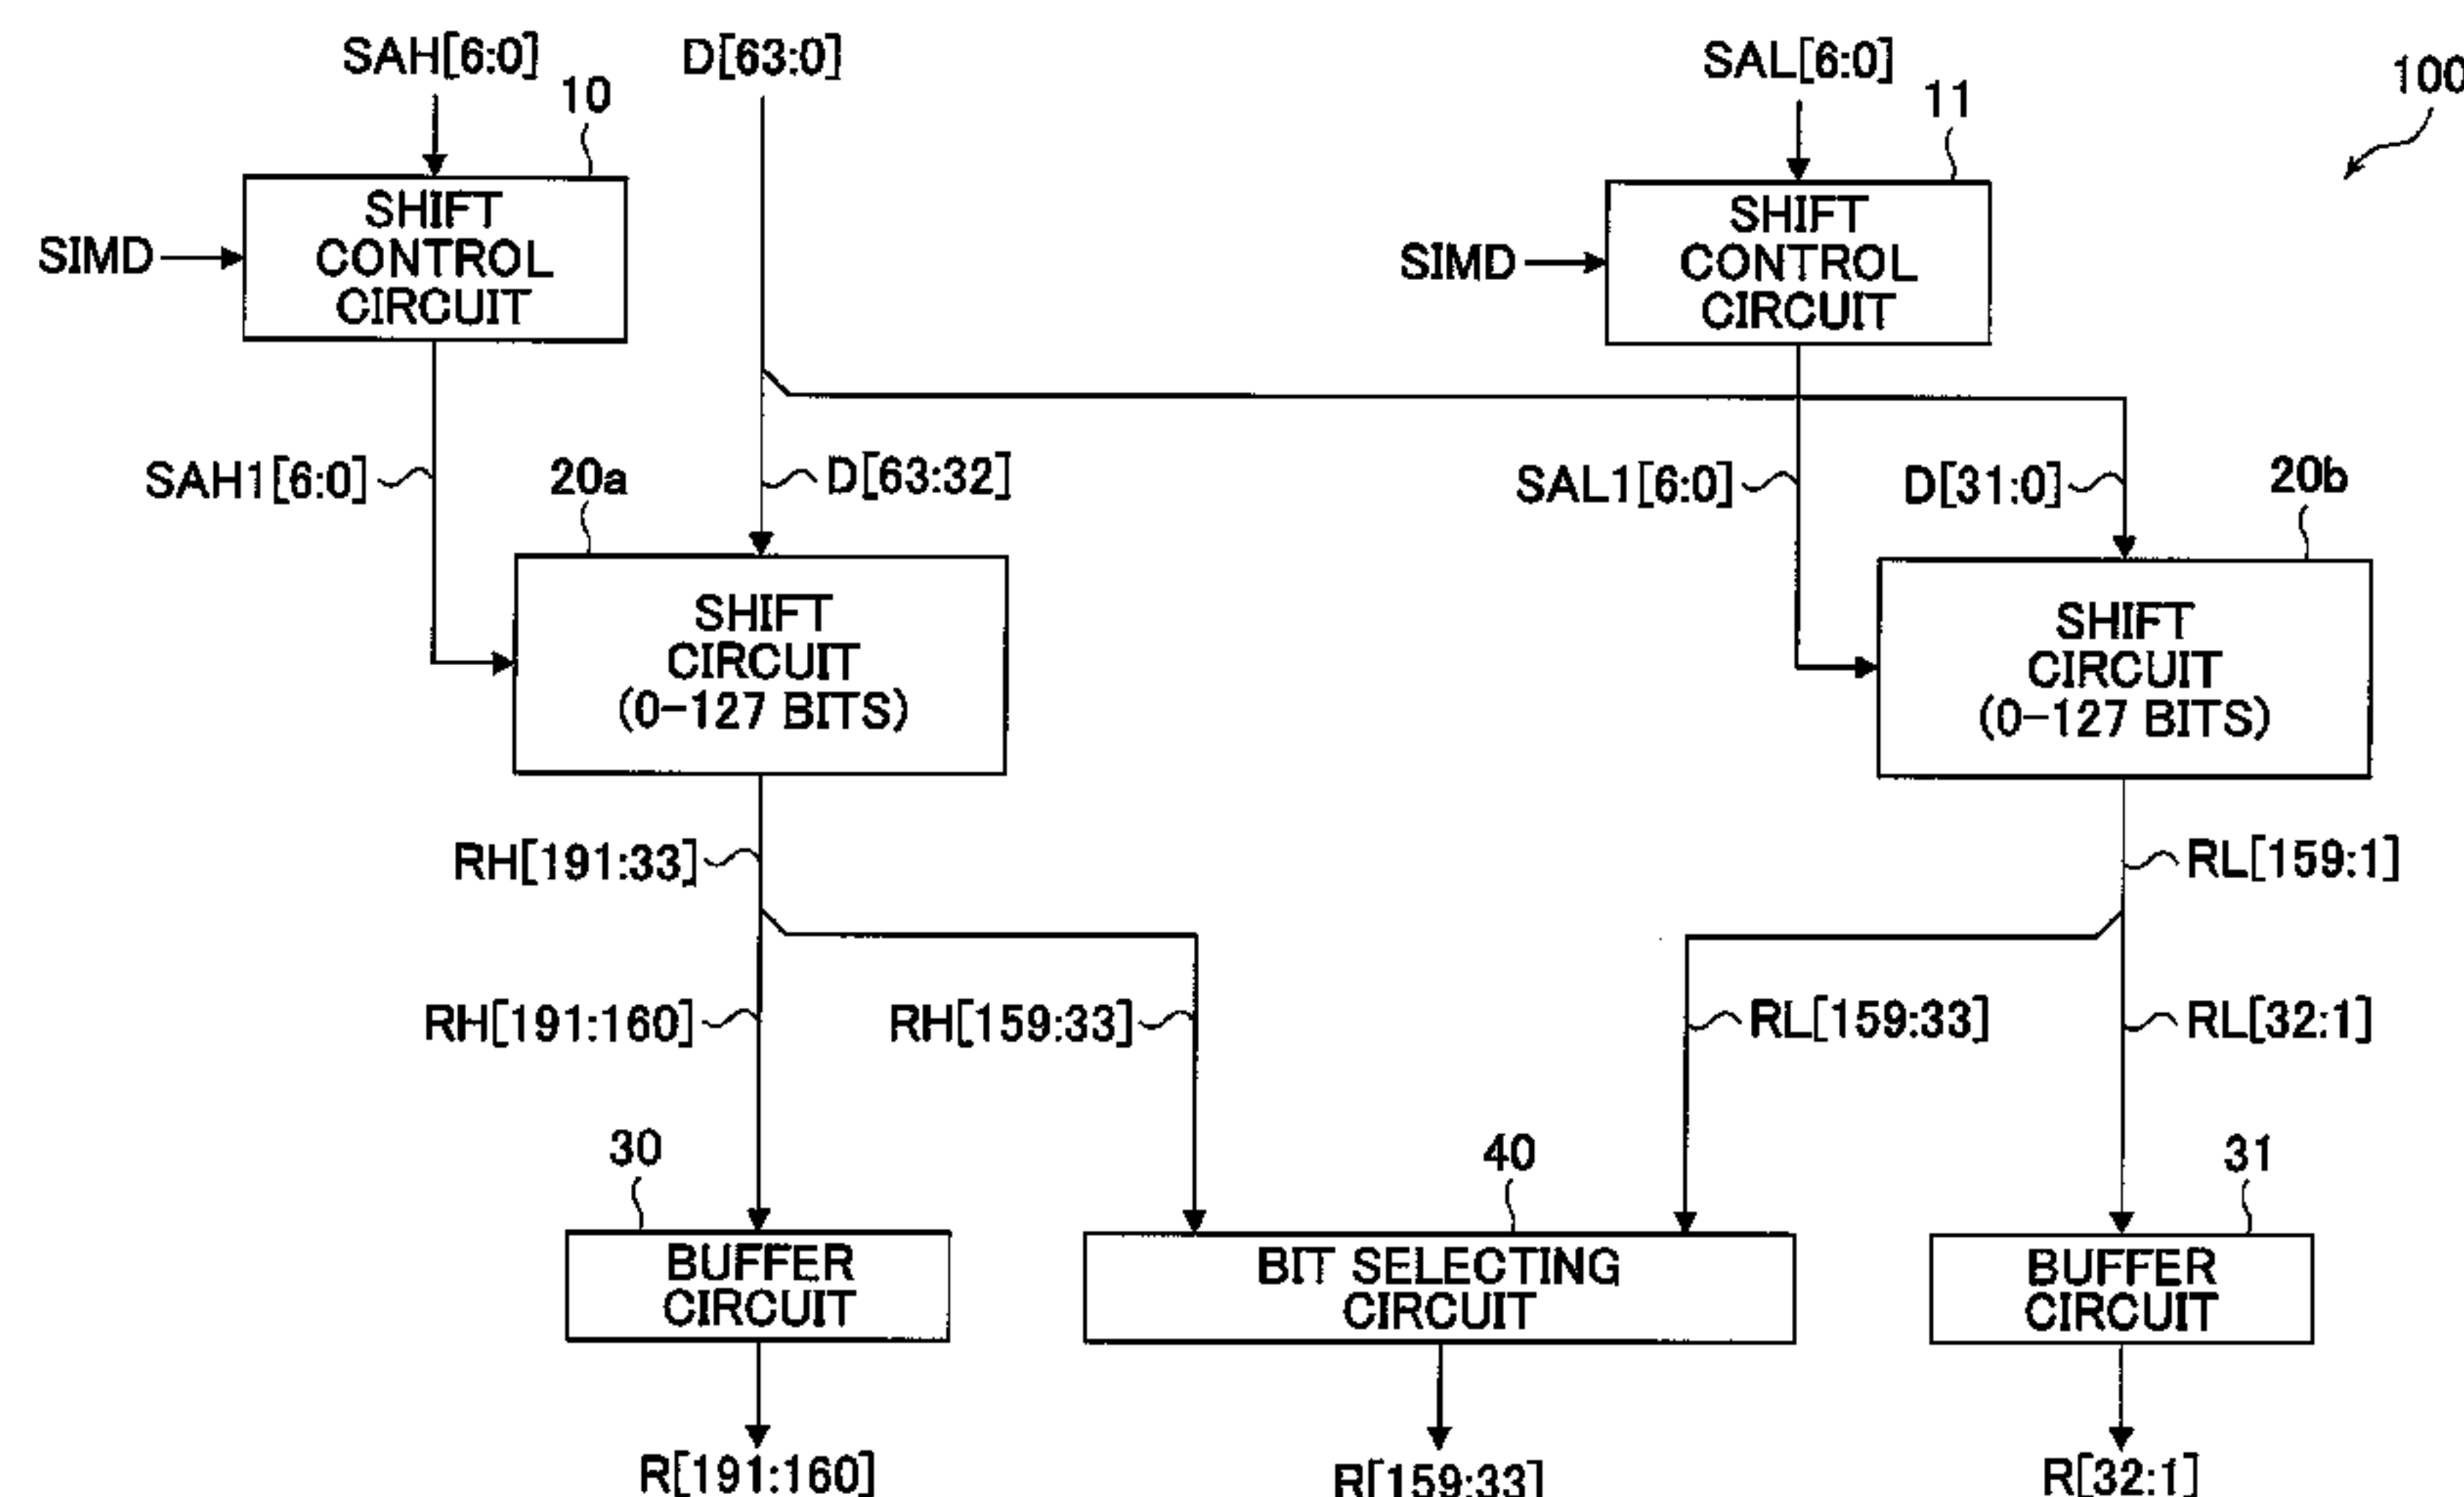 SAH[6:0]
D[63:0]
SAL[6:0]
100
10
11
SHIFT
CONTROL
CIRCUIT
SIMD
SHIFT
CONTROL
CIRCUIT
SIMD
SAH1[6:0]
20a
D[63:32]
SAL1[6:0]
D[31:0]
20b
SHIFT
CIRCUIT
(0-127 BITS)
SHIFT
CIRCUIT
(0-127 BITS)
RH[191:33]
RL[159:1]
RH[191:160]
RH[159:33]
RL[159:33]
RL[32:1]
30
40
31
BUFFER
CIRCUIT
BIT SELECTING
CIRCUIT
BUFFER
CIRCUIT
R[191:160]
R[159:33]
R[32:1]